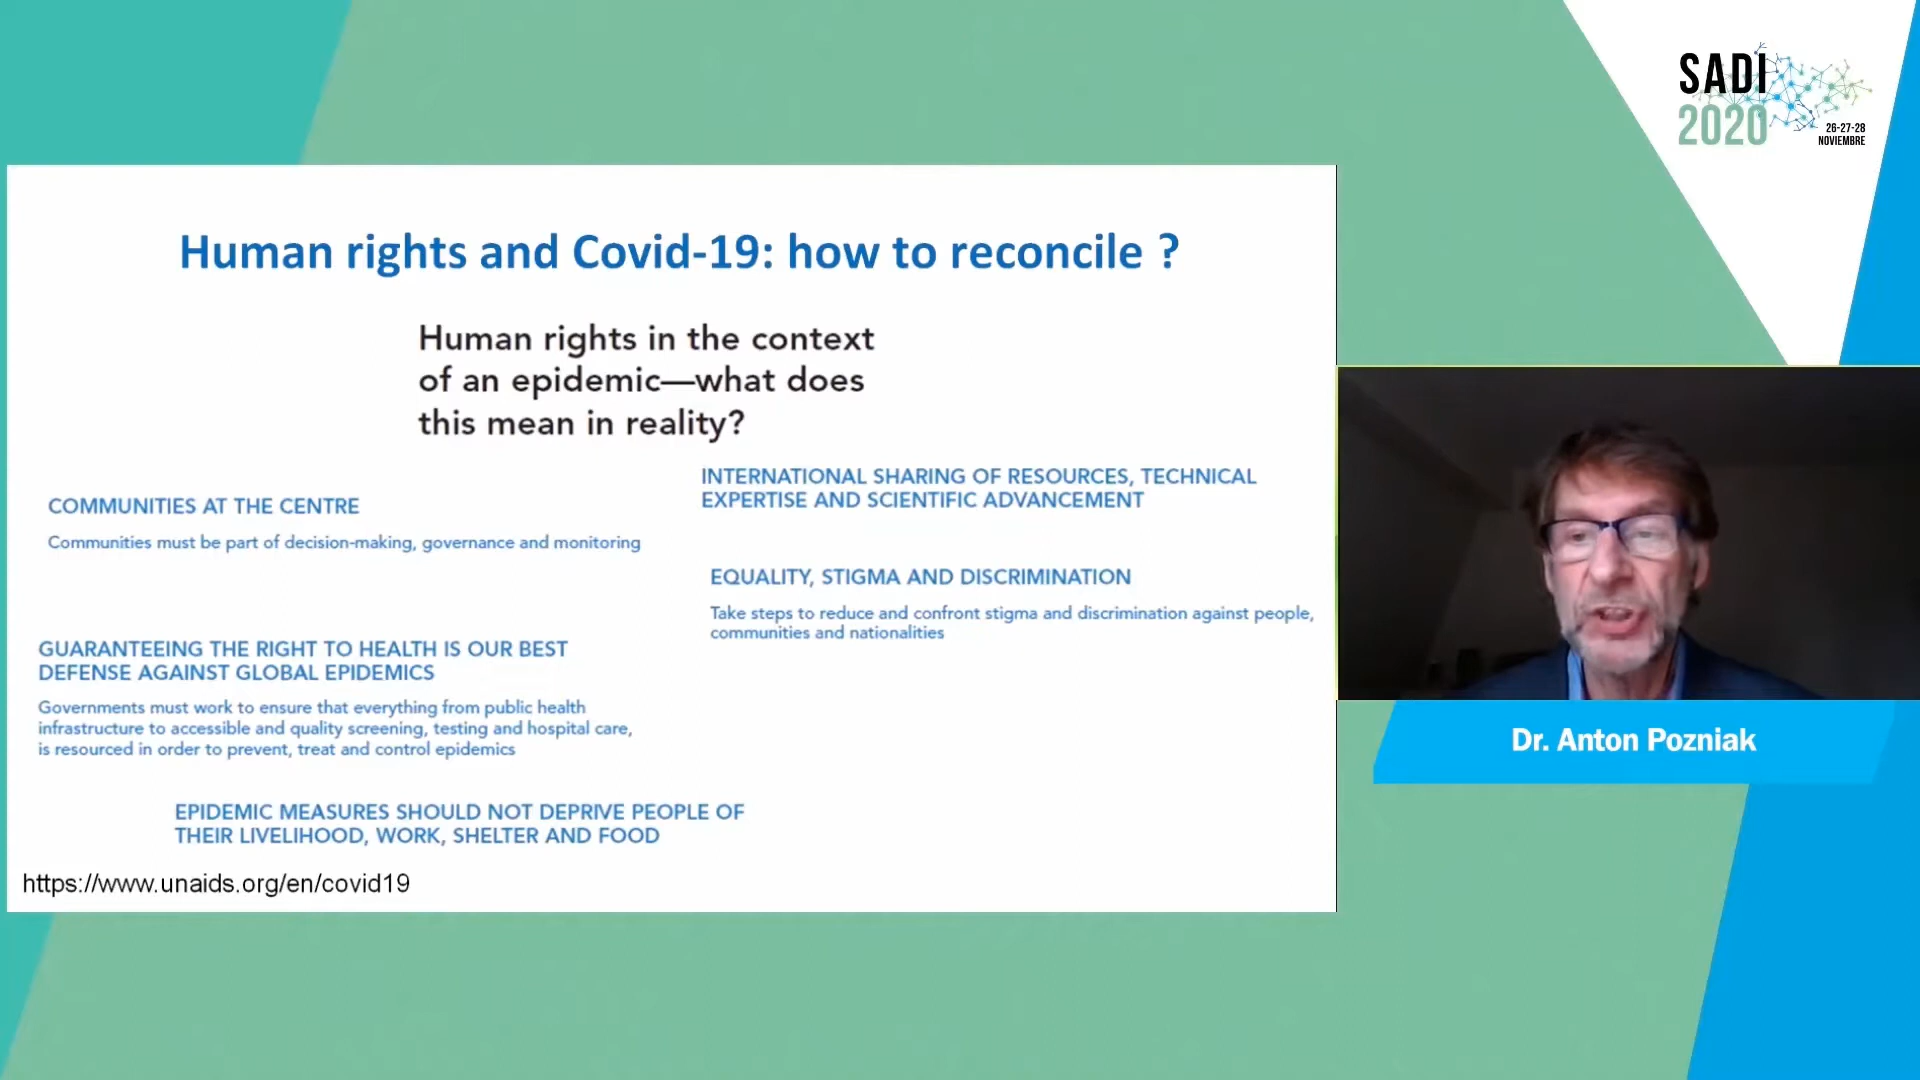 SADI
2020
26-27-28
NOVIEMBRE
Human rights and Covid-19: how to reconcile ?
Human rights in the context
of an epidemic—what does
this mean in reality?
COMMUNITIES AT THE CENTRE
Communities must be part of decision-making, governance and monitoring
GUARANTEEING THE RIGHT TO HEALTH IS OUR BEST
DEFENSE AGAINST GLOBAL EPIDEMICS
Governments must work to ensure that everything from public health
infrastructure to accessible and quality screening, testing and hospital care,
is resourced in order to prevent, treat and control epidemics
INTERNATIONAL SHARING OF RESOURCES, TECHNICAL
EXPERTISE AND SCIENTIFIC ADVANCEMENT
EQUALITY, STIGMA AND DISCRIMINATION
Take steps to reduce and confront stigma and discrimination against people,
communities and nationalities
EPIDEMIC MEASURES SHOULD NOT DEPRIVE PEOPLE OF
THEIR LIVELIHOOD, WORK, SHELTER AND FOOD
https://www.unaids.org/en/covid19
Dr. Anton Pozniak